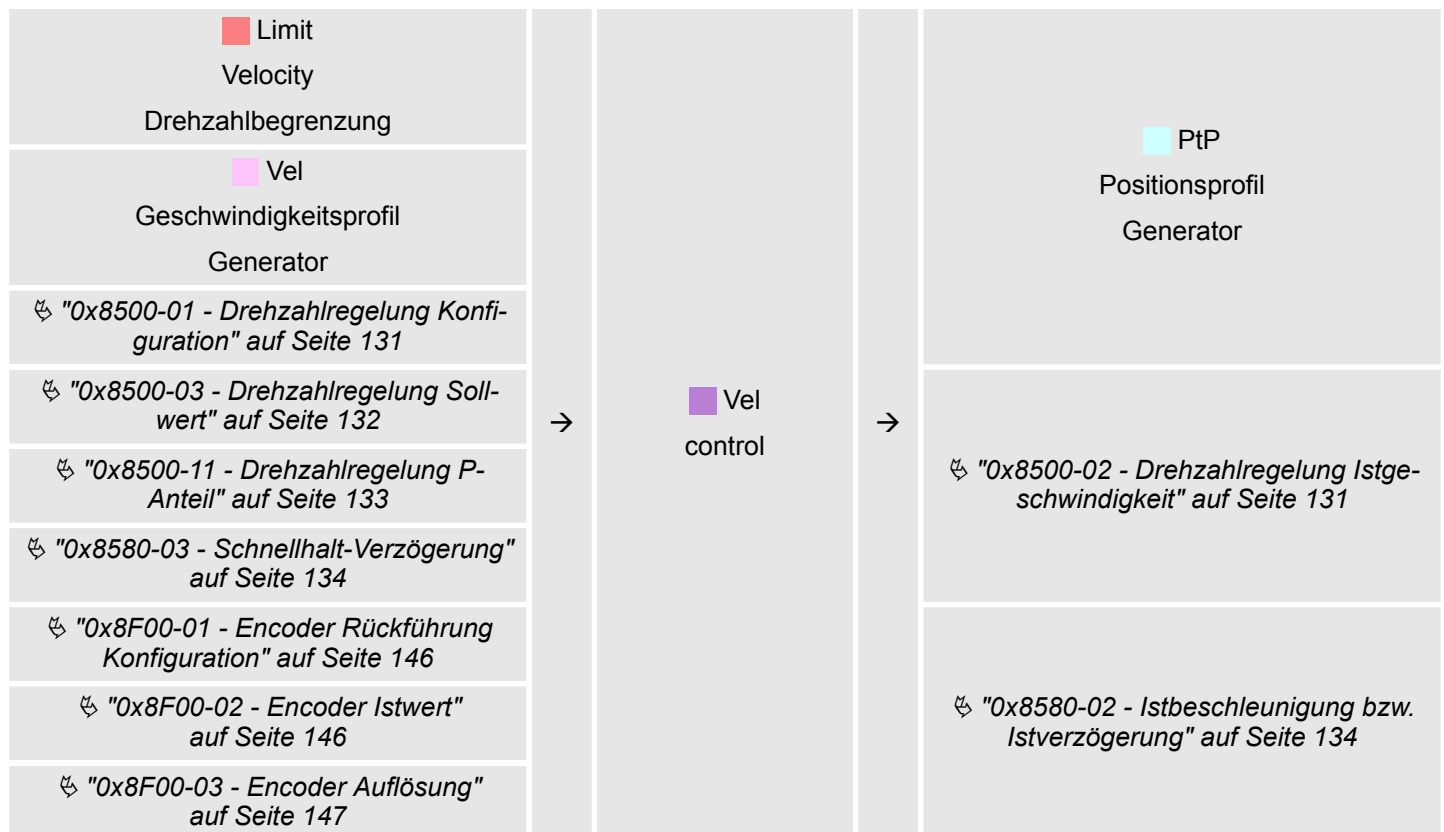 Limit
Velocity
Drehzahlbegrenzung
Vel
Geschwindigkeitsprofil
Generator
"0x8500-01 - Drehzahlregelung Konfi-
guration" auf Seite 131
"0x8500-03 - Drehzahlregelung Soll-
wert" auf Seite 132
"0x8500-11 - Drehzahlregelung P-
Anteil" auf Seite 133
"0x8580-03 - Schnellhalt-Verzögerung"
auf Seite 134
"0x8F00-01 - Encoder Rückführung
Konfiguration" auf Seite 146
"0x8F00-02 - Encoder Istwert"
auf Seite 146
"0x8F00-03 - Encoder Auflösung"
auf Seite 147
→
Vel
control
→
PtP
Positionsprofil
Generator
"0x8500-02 - Drehzahlregelung Istge-
schwindigkeit" auf Seite 131
"0x8580-02 - Istbeschleunigung bzw.
Istverzögerung" auf Seite 134